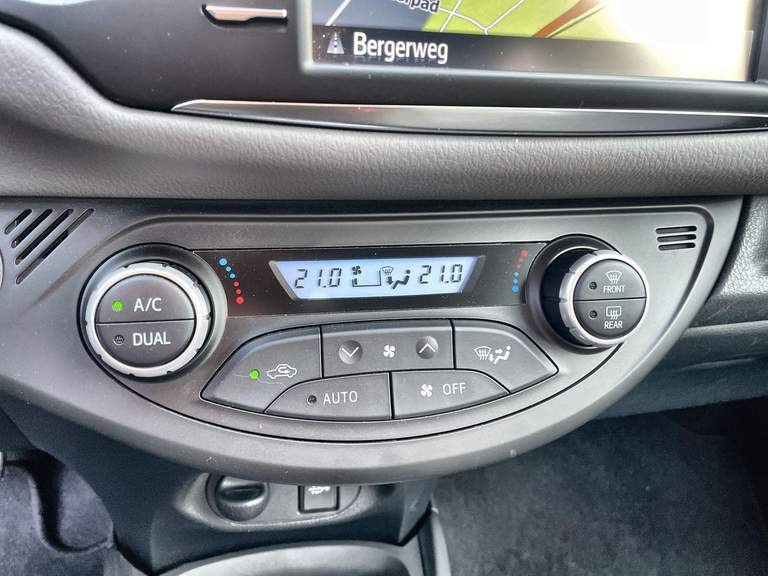 Bergerweg
21.0 21.0
A/C
DUAL
FRONT
REAR
AUTO
OFF